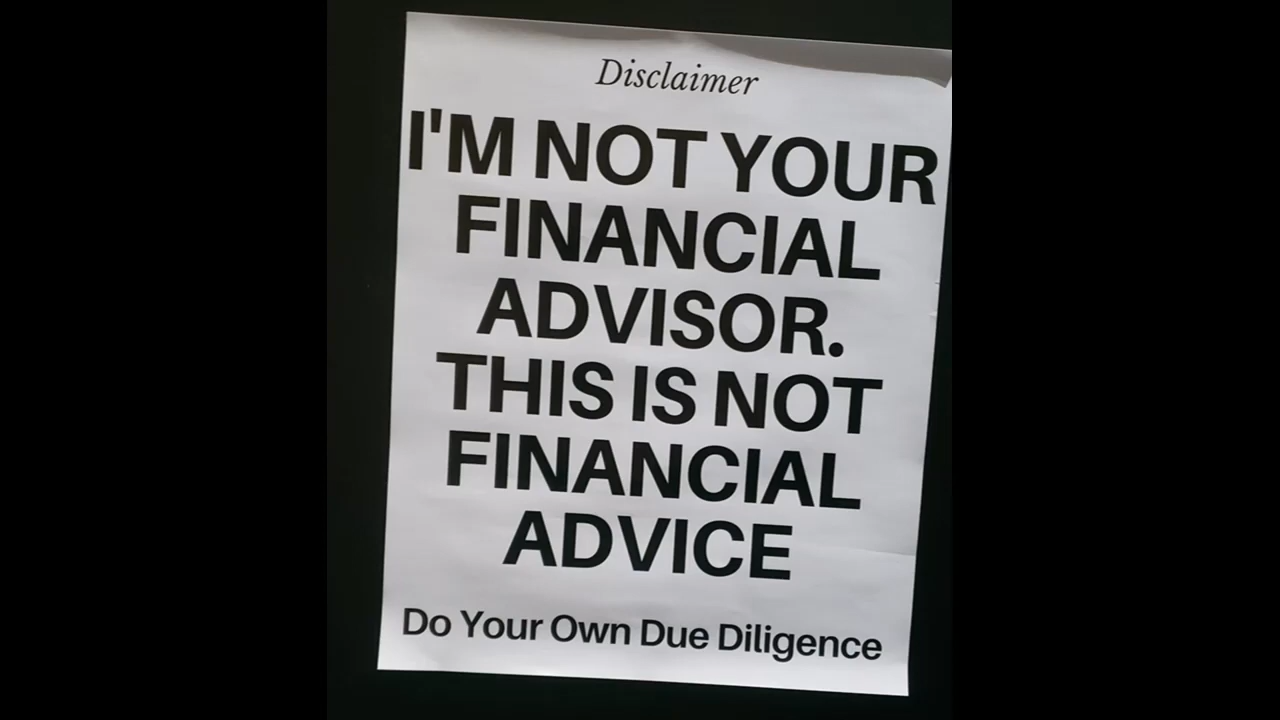 Disclaimer
I'M NOT YOUR
FINANCIAL
ADVISOR.
THIS IS NOT
FINANCIAL
ADVICE
Do Your Own Due Diligence